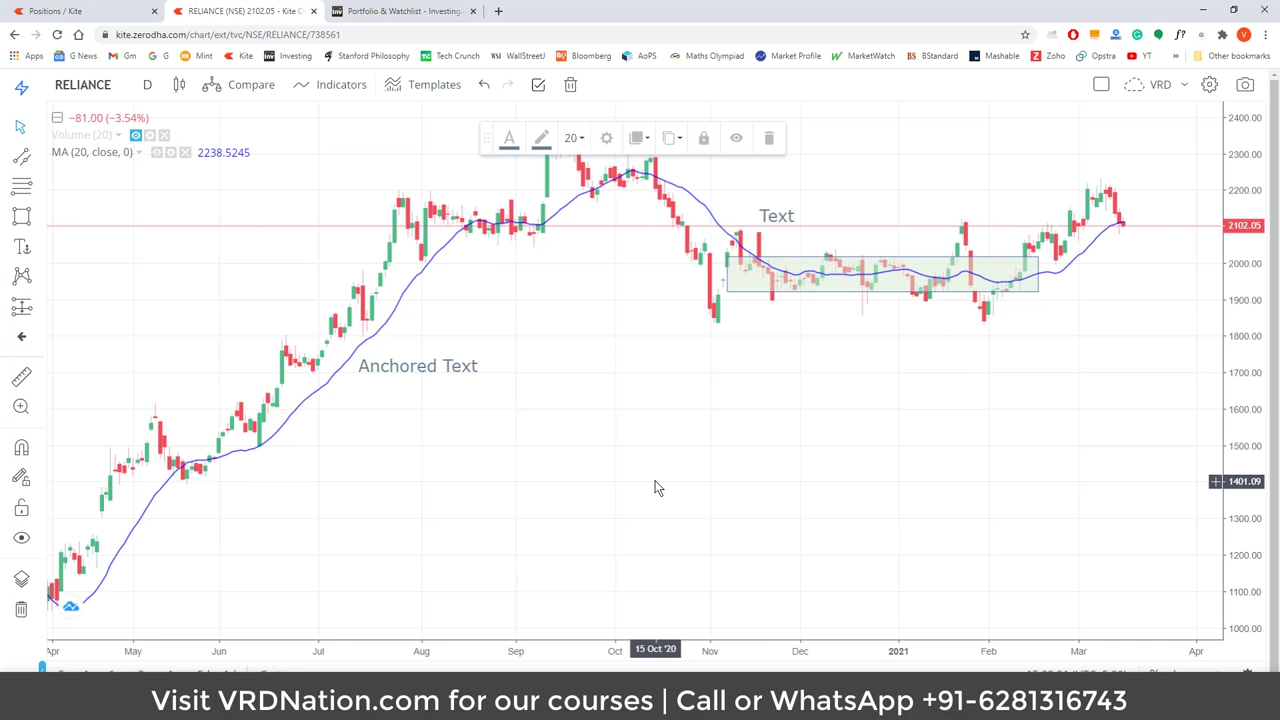 Positions / Kite
RELIANCE (NSE) 2102.05 - Kite C
Portfolio & Watchlist - Investing.
kite.zerodha.com/chart/ext/tvc/NSE/RELIANCE/738561
Apps News Gm G Mint Kite Investing Stanford Philosophy Tech Crunch WallStreet Bloomberg AoPS Maths Olympiad Market Profile MarketWatch BStandard Mashable Zoho Opstra YT » Other bookmarks
RELIANCE D Compare Indicators Templates VRD
−81.00 (−3.54%)
Volume (20)
MA (20, close, 0) 2238.5245
20
2400.00
2300.00
2200.00
2102.05
2000.00
1900.00
1800.00
1700.00
1600.00
1500.00
1401.09
1300.00
1200.00
1100.00
1000.00
Text
Anchored Text
Apr May Jun Jul Aug Sep Oct 15 Oct '20 Nov Dec 2021 Feb Mar Apr
Visit VRDNation.com for our courses | Call or WhatsApp +91-6281316743